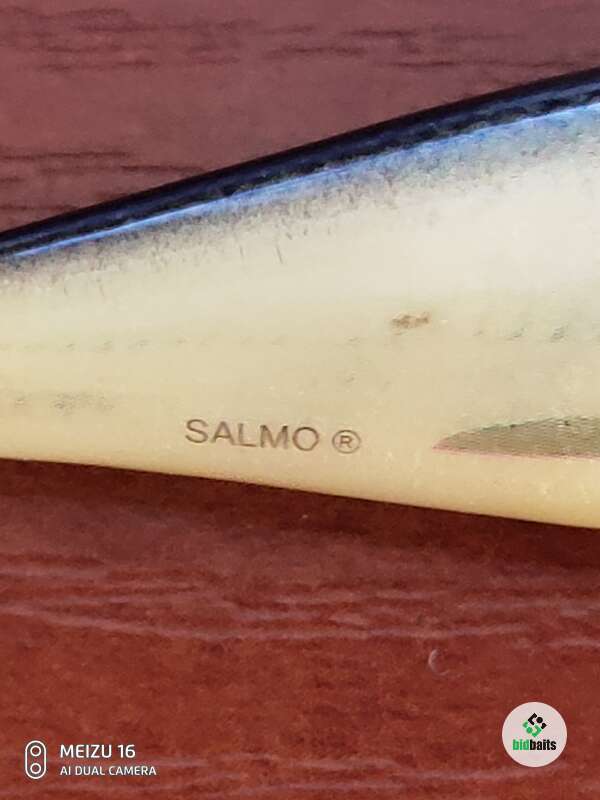 SALMO ®
bidbaits
MEIZU 16
AI DUAL CAMERA